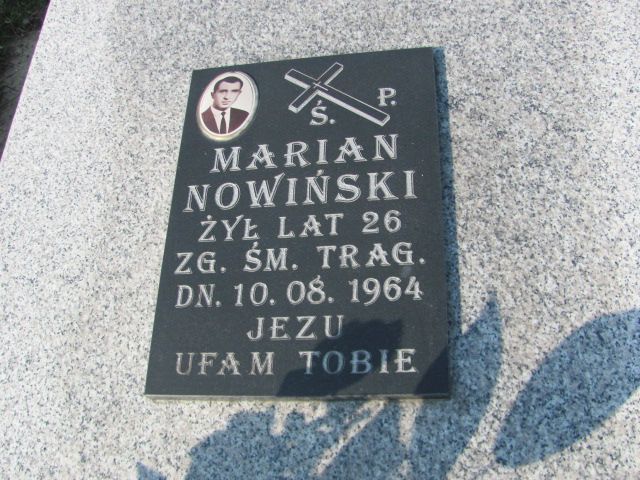 Ś. P.
MARIAN
NOWIŃSKI
ŻYŁ LAT 26
ZG. ŚM. TRAG.
DN. 10. 08. 1964
JEZU
UFAM TOBIE